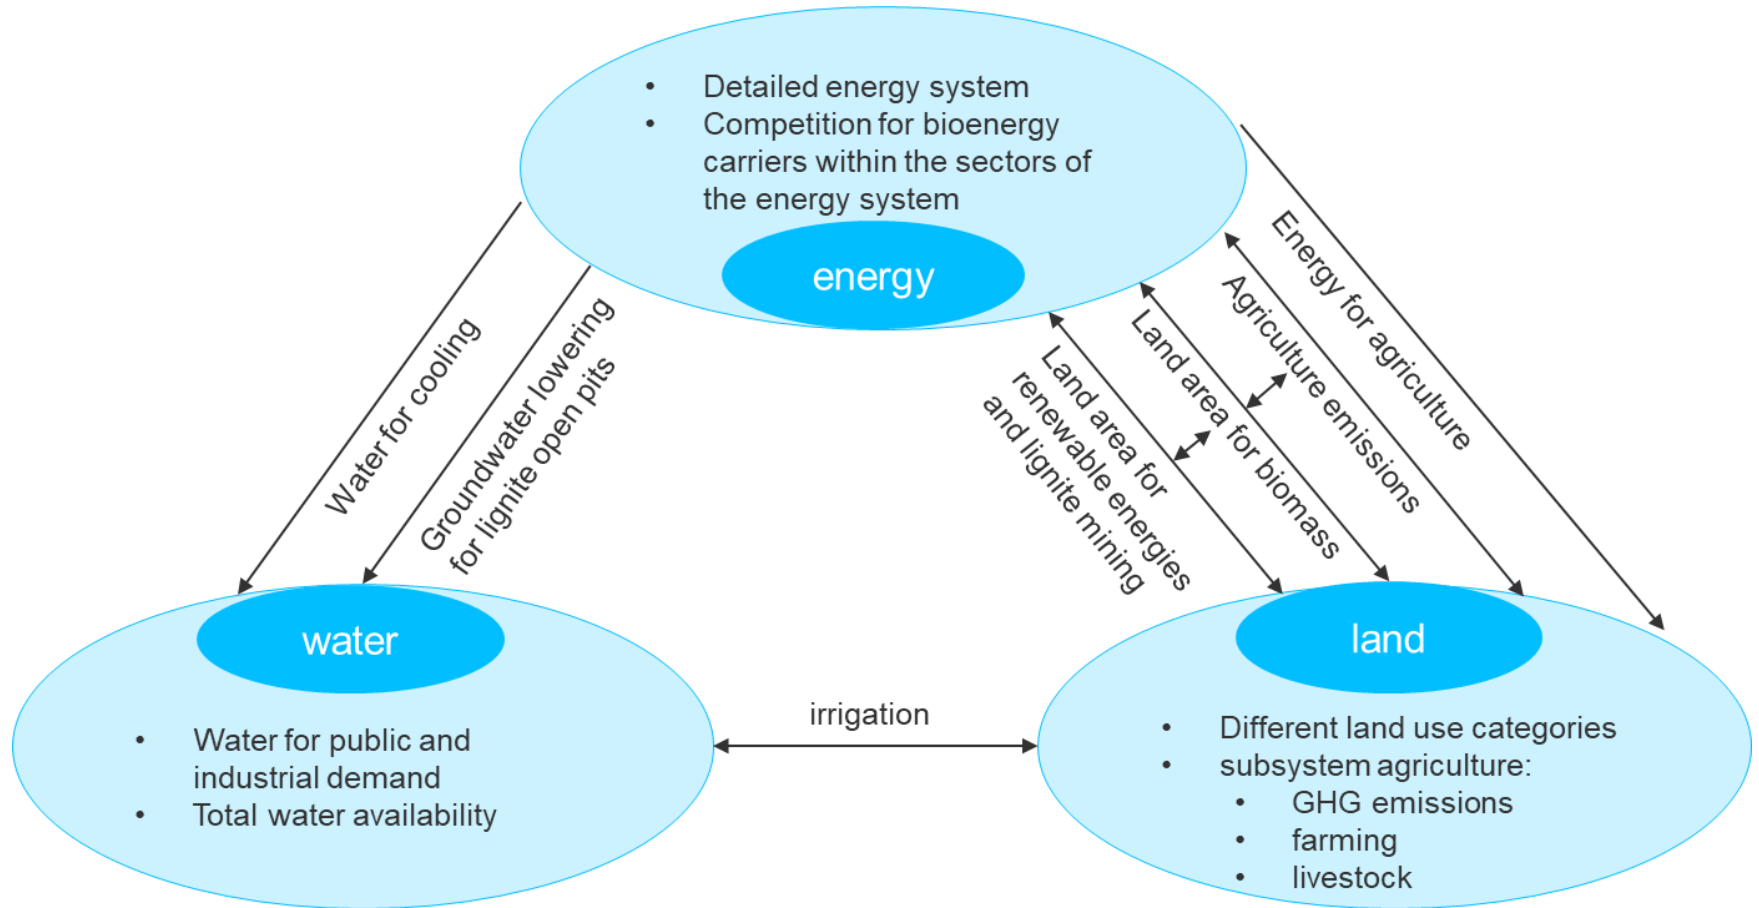 • Detailed energy system
• Competition for bioenergy
carriers within the sectors of
the energy system
energy
Water for cooling
Groundwater lowering
for lignite open pits
Land area for
renewable energies
and lignite mining
Land area for biomass
Agriculture emissions
Energy for agriculture
water
• Water for public and
industrial demand
• Total water availability
irrigation
land
• Different land use categories
• subsystem agriculture:
• GHG emissions
• farming
• livestock